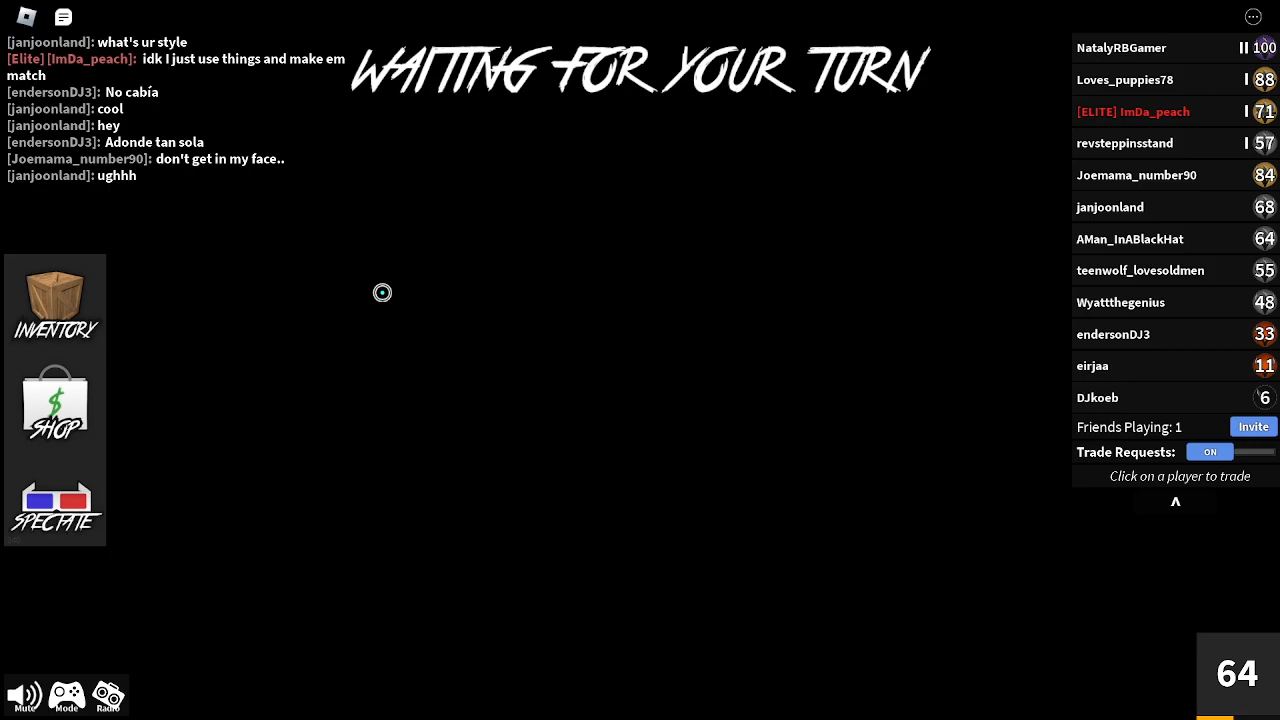 [janjoonland]: what's ur style
[Elite] [ImDa_peach]: idk I just use things and make em
match
[endersonDJ3]: No cabía
[janjoonland]: cool
[janjoonland]: hey
[endersonDJ3]: Adonde tan sola
[Joemama_number90]: don't get in my face..
[janjoonland]: ughhh
WAITING FOR YOUR TURN
NatalyRBGamer II 100
Loves_puppies78 I 88
[ELITE] ImDa_peach I 71
revsteppinsstand I 57
Joemama_number90 84
janjoonland 68
AMan_InABlackHat 64
teenwolf_lovesoldmen 55
Wyattthegenius 48
endersonDJ3 33
eirjaa 11
DJkoeb 6
Friends Playing: 1 Invite
Trade Requests: ON
Click on a player to trade
ʌ
INVENTORY
$
SHOP
SPECTATE
Mute
Mode
Radio
64